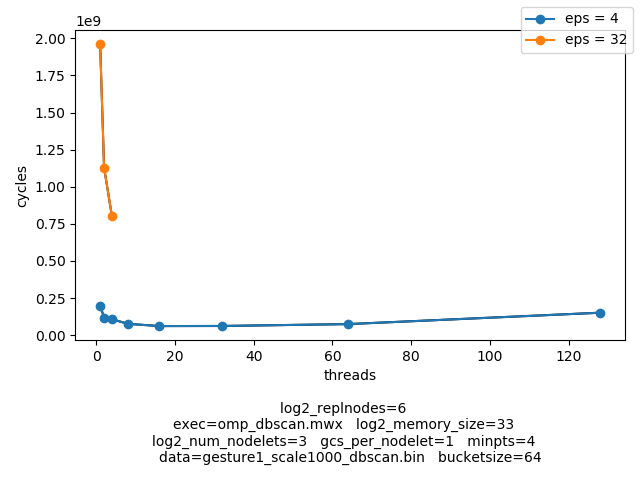 1e9
eps = 4
eps = 32
2.00
1.75
1.50
1.25
1.00
0.75
0.50
0.25
0.00
cycles
0 20 40 60 80 100 120
threads
log2_replnodes=6
exec=omp_dbscan.mwx log2_memory_size=33
log2_num_nodelets=3 gcs_per_nodelet=1 minpts=4
data=gesture1_scale1000_dbscan.bin bucketsize=64